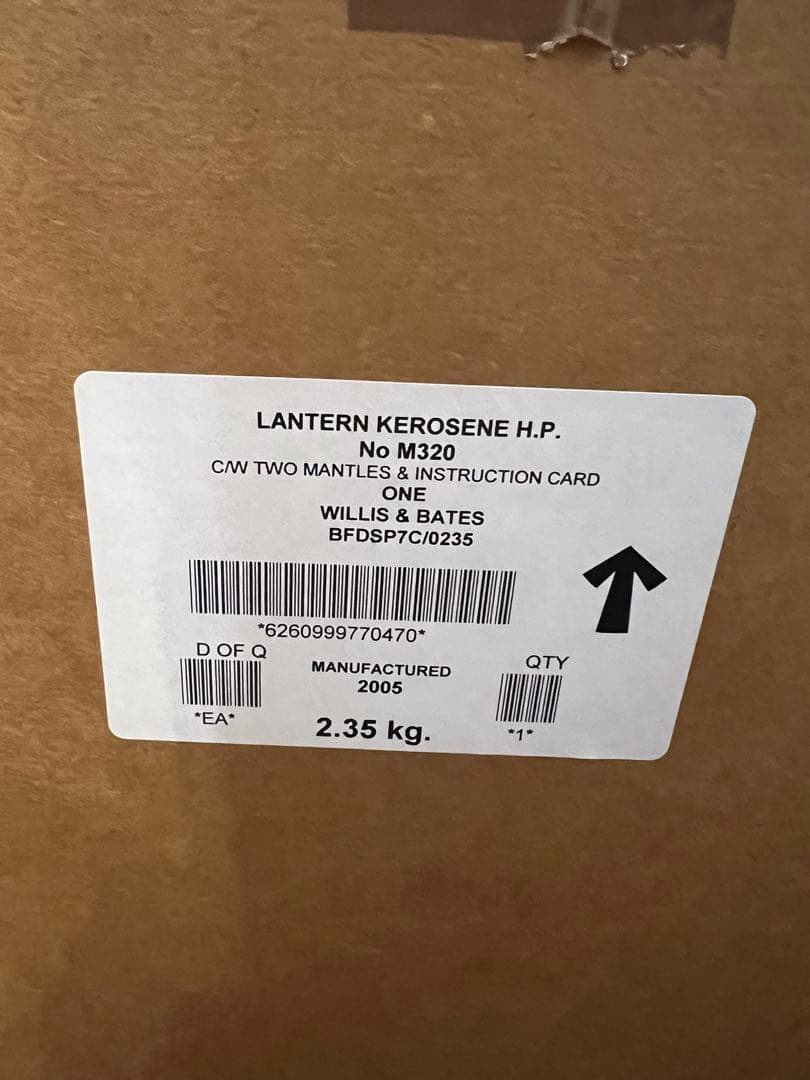 LANTERN KEROSENE H.P.
No M320
C/W TWO MANTLES & INSTRUCTION CARD
ONE
WILLIS & BATES
BFDSP7C/0235
*6260999770470*
D OF Q
MANUFACTURED
2005
QTY
*EA*
2.35 kg.
*1*